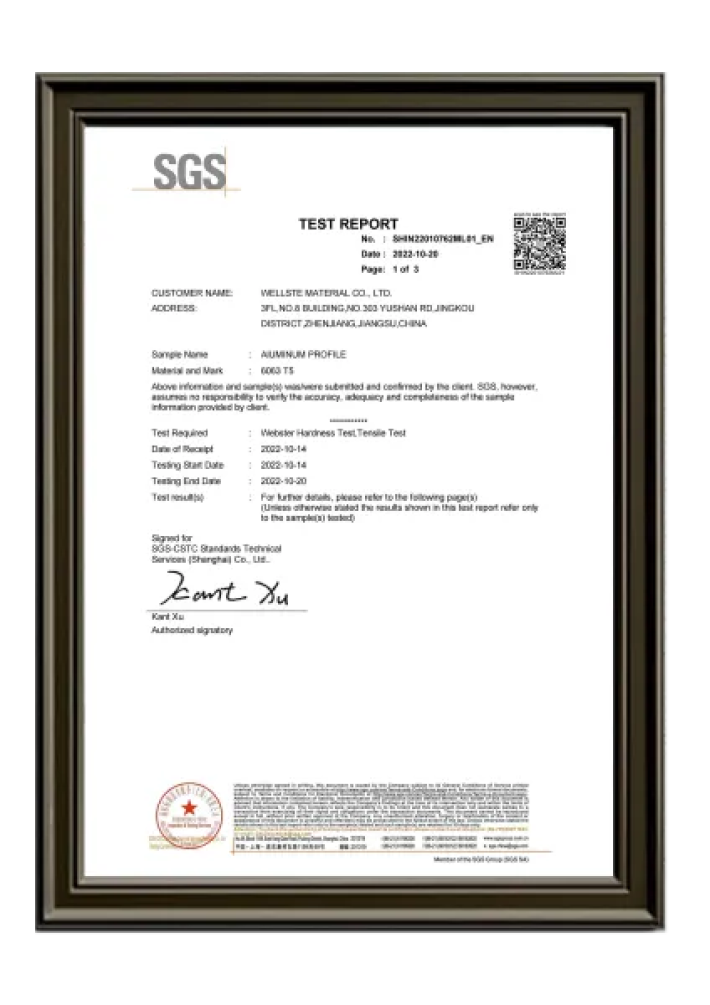 SGS
TEST REPORT
No. : SHIN22010762ML01_EN
Date : 2022-10-20
Page: 1 of 3
CUSTOMER NAME: WELLSTE MATERIAL CO., LTD.
ADDRESS: 3FL,NO.8 BUILDING,NO.303 YUSHAN RD,JINGKOU
DISTRICT,ZHENJIANG,JIANGSU,CHINA
Sample Name : AIUMINUM PROFILE
Material and Mark : 6063 T5
Above information and sample(s) was/were submitted and confirmed by the client. SGS, however,
assumes no responsibility to verify the accuracy, adequacy and completeness of the sample
information provided by client.
***********
Test Required : Webster Hardness Test,Tensile Test
Date of Receipt : 2022-10-14
Testing Start Date : 2022-10-14
Testing End Date : 2022-10-20
Test result(s) : For further details, please refer to the following page(s)
(Unless otherwise stated the results shown in this test report refer only
to the sample(s) tested)
Signed for
SGS-CSTC Standards Technical
Services (Shanghai) Co., Ltd..
Kant Xu
Kant Xu
Authorized signatory
Member of the SGS Group (SGS SA)